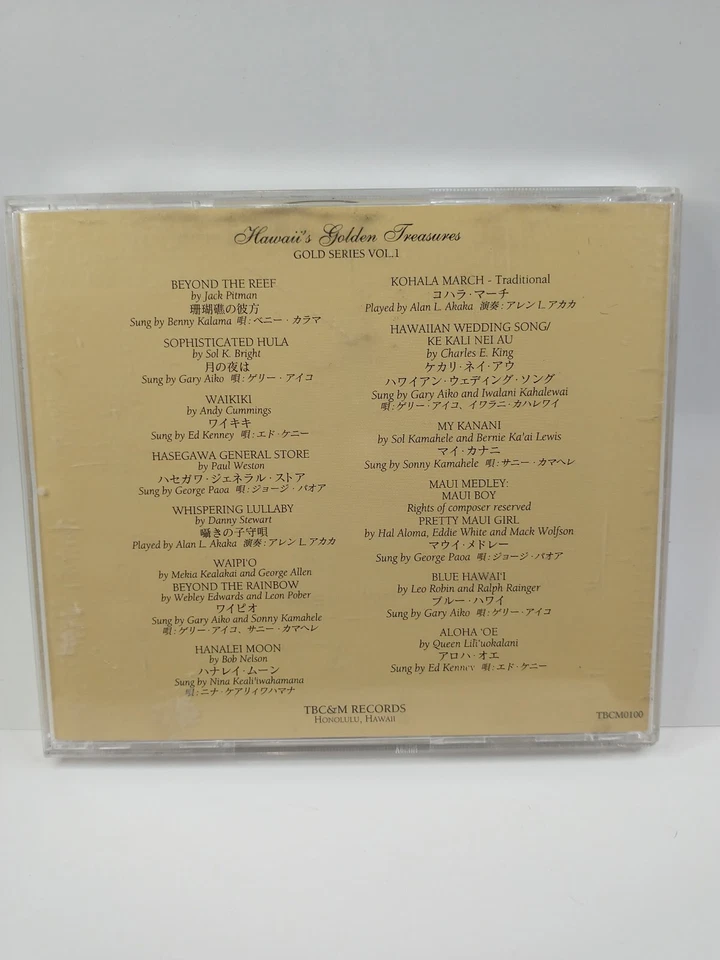 Hawaii's Golden Treasures
GOLD SERIES VOL.1
BEYOND THE REEF
by Jack Pitman
珊瑚礁の彼方
Sung by Benny Kalama 唄:ベニー・カラマ
SOPHISTICATED HULA
by Sol K. Bright
月の夜は
Sung by Gary Aiko 唄:ゲリー・アイコ
WAIKIKI
by Andy Cummings
ワイキキ
Sung by Ed Kenney 唄:エド・ケニー
HASEGAWA GENERAL STORE
by Paul Weston
ハセガワ・ジェネラル・ストア
Sung by George Paoa 唄:ジョージ・パオア
WHISPERING LULLABY
by Danny Stewart
囁きの子守唄
Played by Alan L. Akaka 演奏:アレン L. アカカ
WAIPI'O
by Mekia Kealakai and George Allen
BEYOND THE RAINBOW
by Webley Edwards and Leon Pober
ワイピオ
Sung by Gary Aiko and Sonny Kamahele
唄:ゲリー・アイコ、サニー・カマヘレ
HANALEI MOON
by Bob Nelson
ハナレイ・ムーン
Sung by Nina Keali'iwahamana
唄:ニナ・ケアリィワハマナ
KOHALA MARCH - Traditional
コハラ・マーチ
Played by Alan L. Akaka 演奏:アレン L. アカカ
HAWAIIAN WEDDING SONG/
KE KALI NEI AU
by Charles E. King
ケカリ・ネイ・アウ
ハワイアン・ウェディング・ソング
Sung by Gary Aiko and Iwalani Kahalewai
唄:ゲリー・アイコ、イワラニ・カハレワイ
MY KANANI
by Sol Kamahele and Bernie Ka'ai Lewis
マイ・カナニ
Sung by Sonny Kamahele 唄:サニー・カマヘレ
MAUI MEDLEY:
MAUI BOY
Rights of composer reserved
PRETTY MAUI GIRL
by Hal Aloma, Eddie White and Mack Wolfson
マウイ・メドレー
Sung by George Paoa 唄:ジョージ・パオア
BLUE HAWAI'I
by Leo Robin and Ralph Rainger
ブルー・ハワイ
Sung by Gary Aiko 唄:ゲリー・アイコ
ALOHA 'OE
by Queen Lili'uokalani
アロハ・オエ
Sung by Ed Kenney 唄:エド・ケニー
TBC&M RECORDS
HONOLULU, HAWAII
TBCM0100